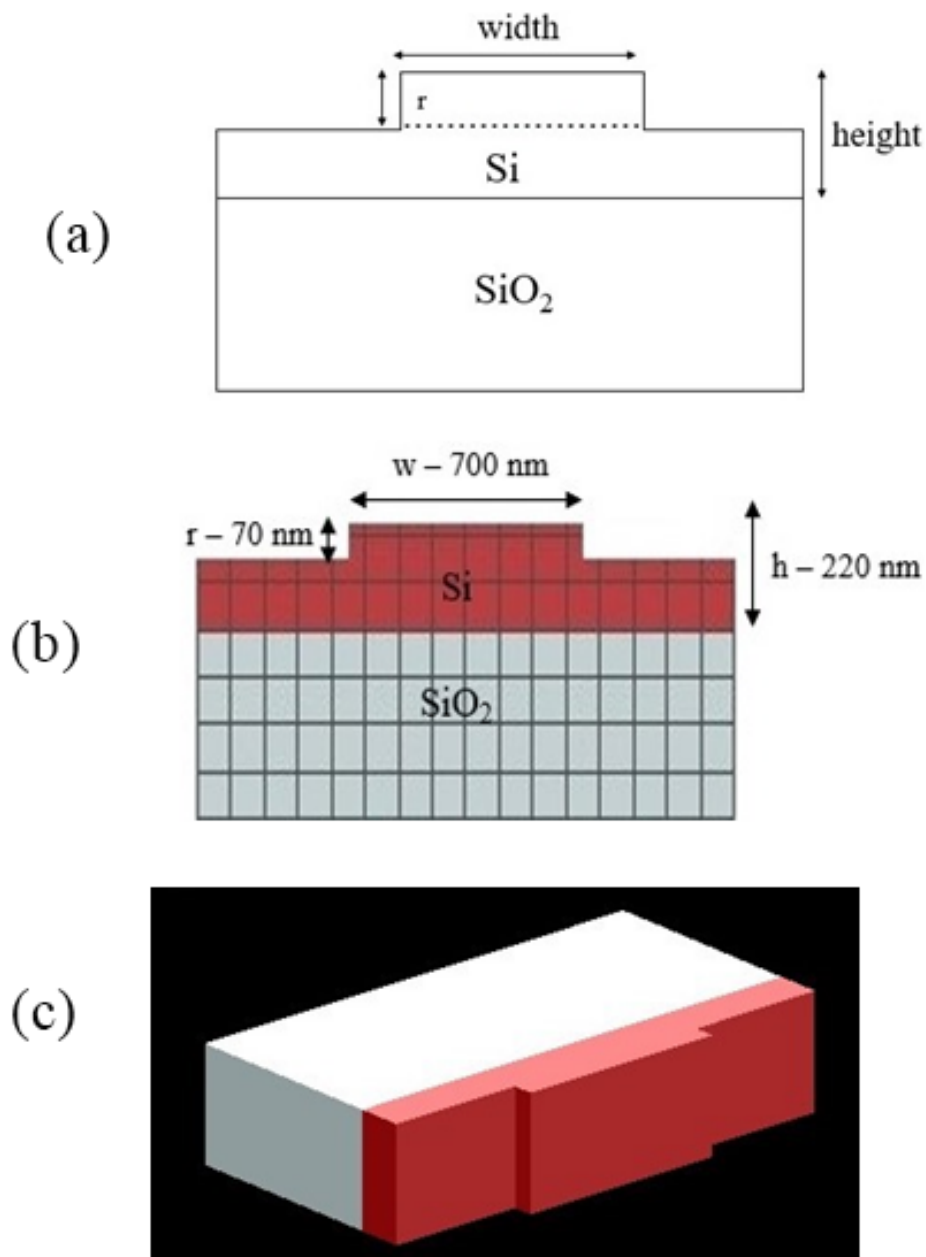 width
r
height
Si
(a)
SiO₂
w – 700 nm
r – 70 nm
h – 220 nm
Si
(b)
SiO₂
(c)